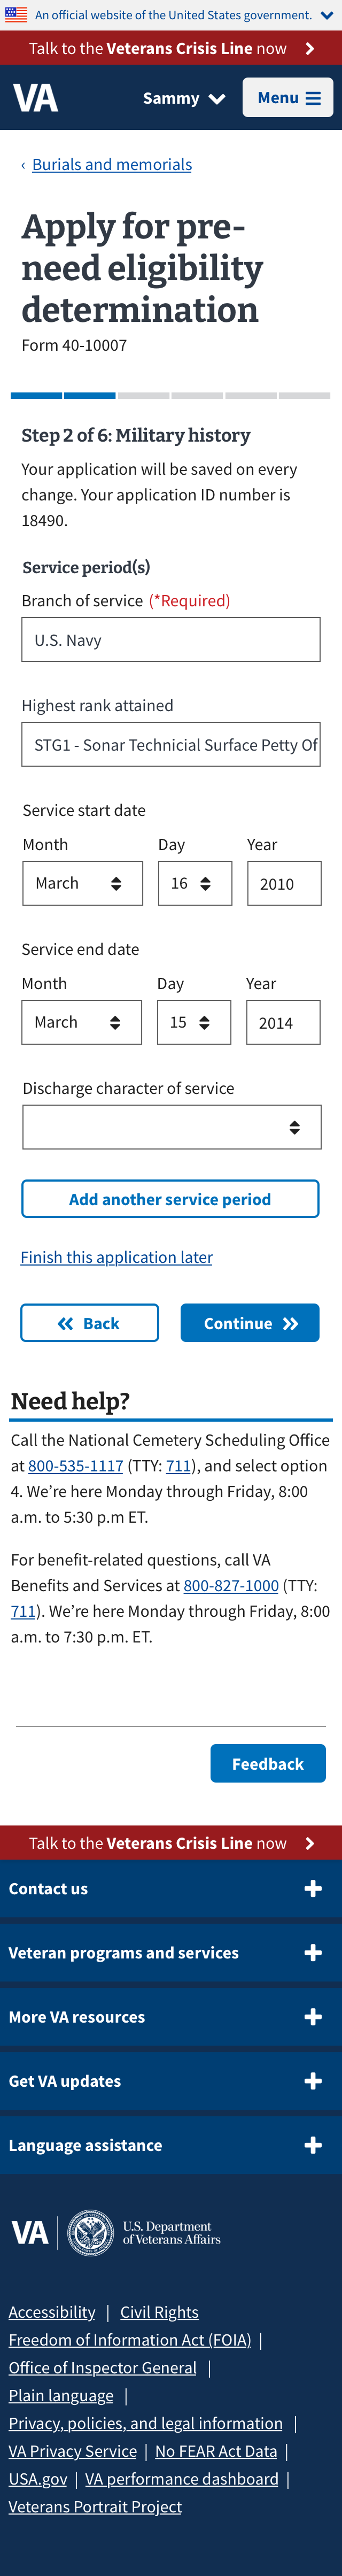 An official website of the United States government.
Talk to the Veterans Crisis Line now
VA
Sammy
Menu
‹ Burials and memorials
Apply for pre-
need eligibility
determination
Form 40-10007
Step 2 of 6: Military history
Your application will be saved on every
change. Your application ID number is
18490.
Service period(s)
Branch of service (*Required)
U.S. Navy
Highest rank attained
STG1 - Sonar Technicial Surface Petty Of
Service start date
Month Day Year
March 16 2010
Service end date
Month Day Year
March 15 2014
Discharge character of service
Add another service period
Finish this application later
Back Continue
Need help?
Call the National Cemetery Scheduling Office
at 800-535-1117 (TTY: 711), and select option
4. We’re here Monday through Friday, 8:00
a.m. to 5:30 p.m ET.
For benefit-related questions, call VA
Benefits and Services at 800-827-1000 (TTY:
711). We’re here Monday through Friday, 8:00
a.m. to 7:30 p.m. ET.
Feedback
Talk to the Veterans Crisis Line now
Contact us
Veteran programs and services
More VA resources
Get VA updates
Language assistance
VA | U.S. Department
of Veterans Affairs
Accessibility | Civil Rights
Freedom of Information Act (FOIA) |
Office of Inspector General |
Plain language |
Privacy, policies, and legal information |
VA Privacy Service | No FEAR Act Data |
USA.gov | VA performance dashboard |
Veterans Portrait Project